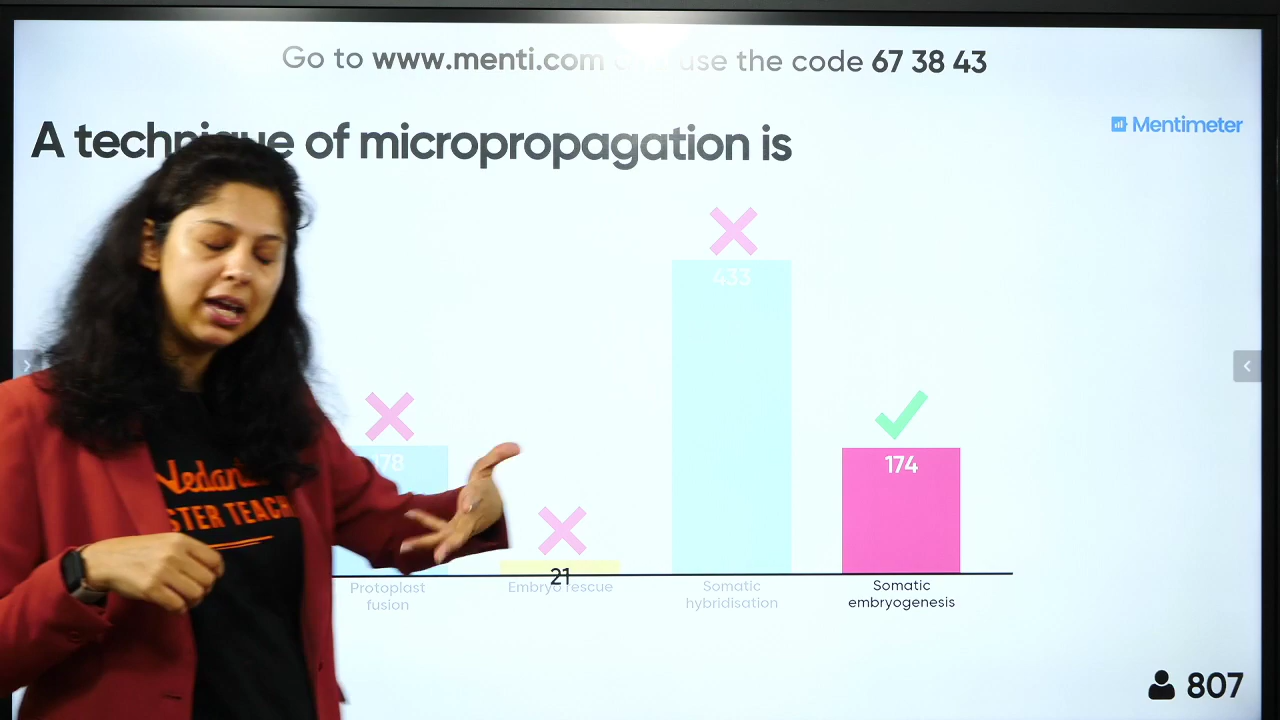 Go to www.menti.com use the code 67 38 43
A technique of micropropagation is
Mentimeter
433
178
174
21
Protoplast
fusion
Embryo rescue
Somatic
hybridisation
Somatic
embryogenesis
807